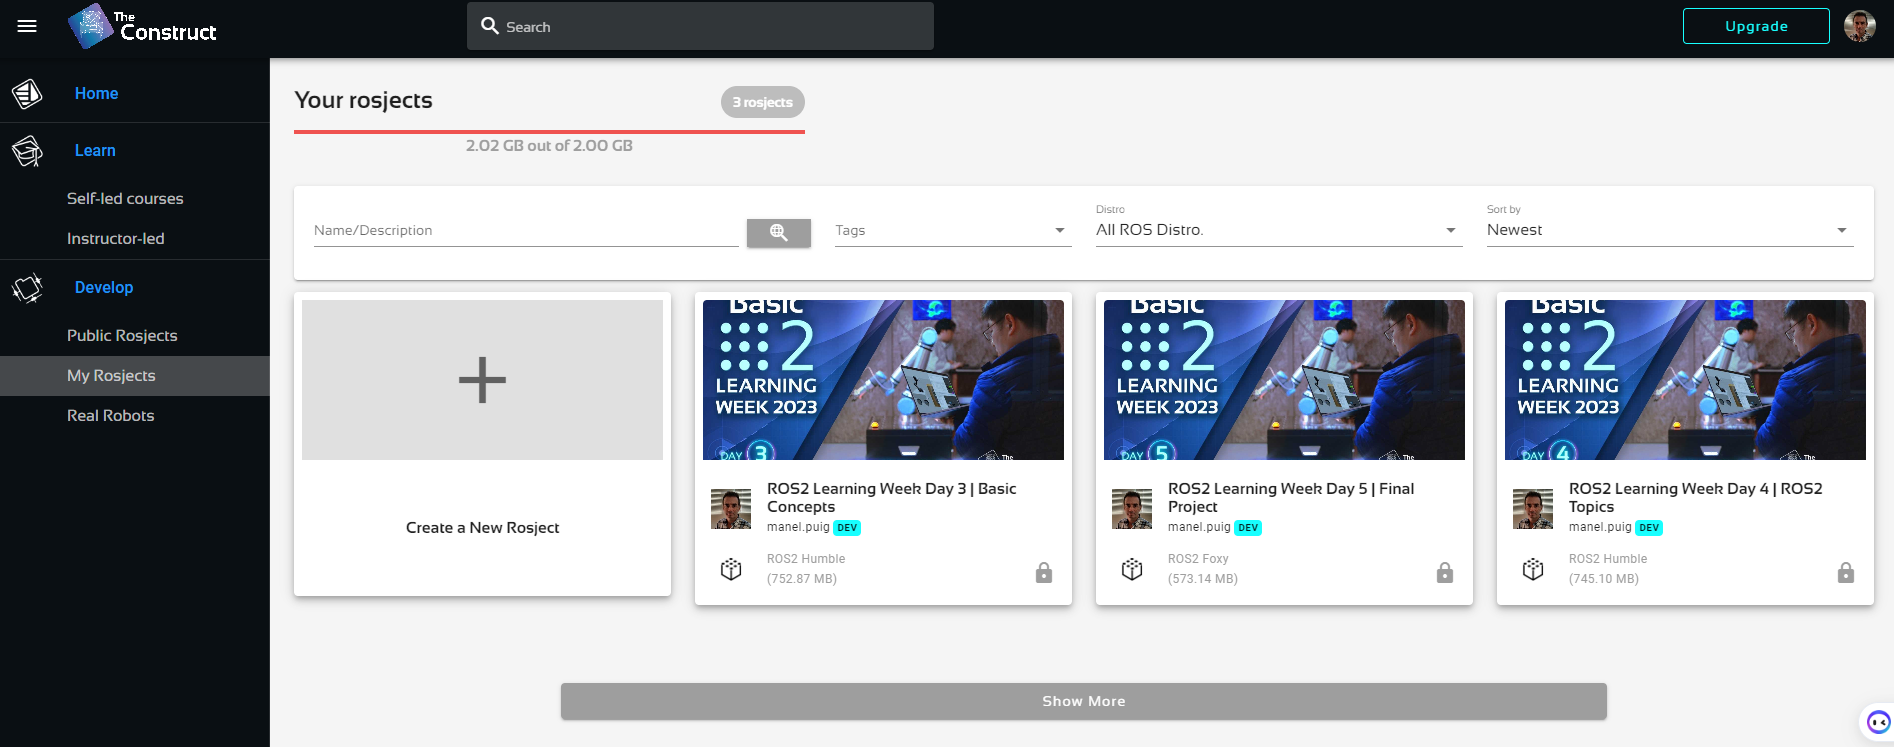 The
Construct
Search
Upgrade
Home
Learn
Self-led courses
Instructor-led
Develop
Public Rosjects
My Rosjects
Real Robots
Your rosjects
3 rosjects
2.02 GB out of 2.00 GB
Name/Description
Tags
Distro
All ROS Distro.
Sort by
Newest
Create a New Rosject
Basic
2
LEARNING
WEEK 2023
DAY 3
The
ROS2 Learning Week Day 3 | Basic
Concepts
manel.puig DEV
ROS2 Humble
(752.87 MB)
Basic
2
LEARNING
WEEK 2023
DAY 5
The
ROS2 Learning Week Day 5 | Final
Project
manel.puig DEV
ROS2 Foxy
(573.14 MB)
Basic
2
LEARNING
WEEK 2023
DAY 4
The
ROS2 Learning Week Day 4 | ROS2
Topics
manel.puig DEV
ROS2 Humble
(745.10 MB)
Show More